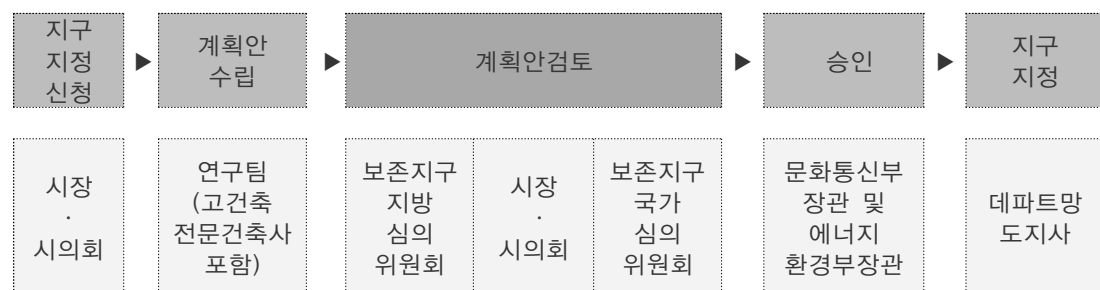 지구
지정
신청
▶
계획안
수립
▶
계획안검토
▶
승인
▶
지구
지정
시장
·
시의회
연구팀
(고건축
전문건축사
포함)
보존지구
지방
심의
위원회
시장
·
시의회
보존지구
국가
심의
위원회
문화통신부
장관 및
에너지
환경부장관
데파트망
도지사